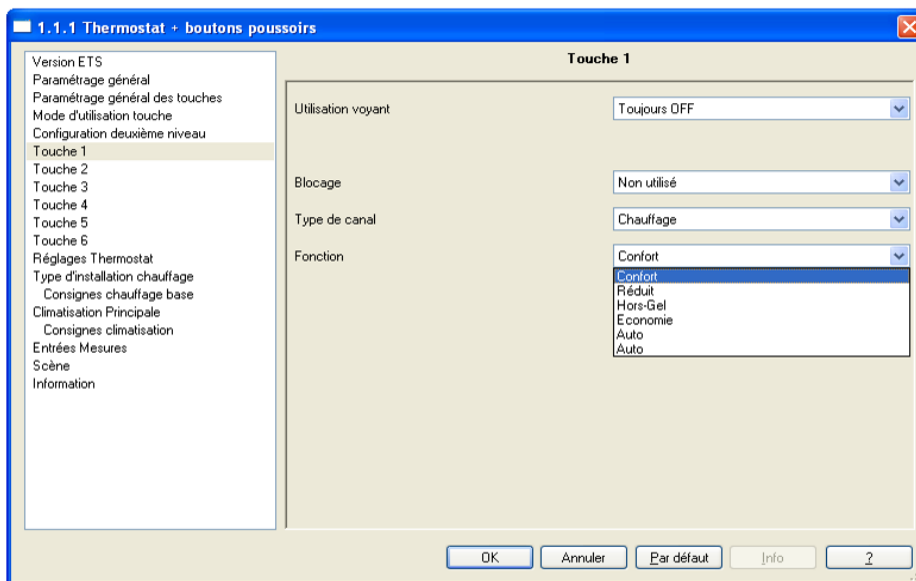 1.1.1 Thermostat + boutons poussoirs
Version ETS
Paramétrage général
Paramétrage général des touches
Mode d'utilisation touche
Configuration deuxième niveau
Touche 1
Touche 2
Touche 3
Touche 4
Touche 5
Touche 6
Réglages Thermostat
Type d'installation chauffage
Consignes chauffage base
Climatisation Principale
Consignes climatisation
Entrées Mesures
Scène
Information
Touche 1
Utilisation voyant Toujours OFF
Blocage Non utilisé
Type de canal Chauffage
Fonction Confort
Confort
Réduit
Hors-Gel
Economie
Auto
Auto
OK Annuler Par défaut Info ?